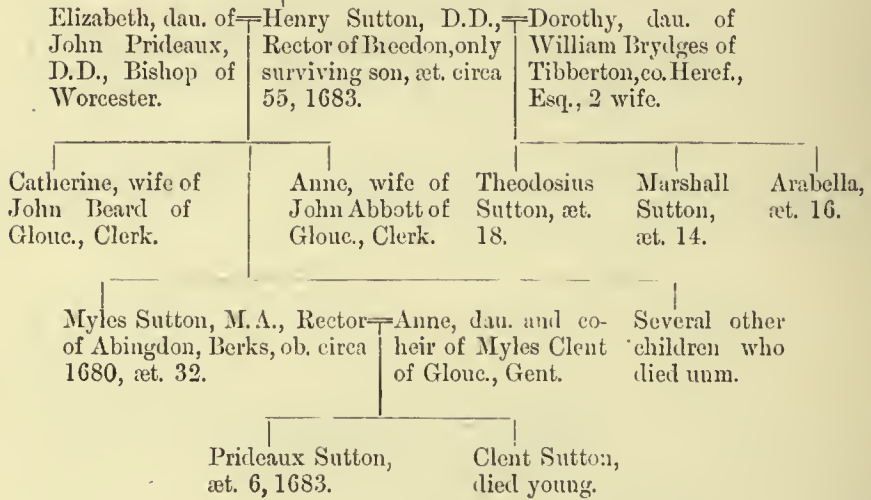 Elizabeth, dau. of
John Prideaux,
D.D., Bishop of
Worcester.
Henry Sutton, D.D.,
Rector of Breedon, only
surviving son, æt. circa
55, 1683.
Dorothy, dau. of
William Brydges of
Tibberton, co. Heref.,
Esq., 2 wife.
Catherine, wife of
John Beard of
Glouc., Clerk.
Anne, wife of
John Abbott of
Glouc., Clerk.
Theodosius
Sutton, æt.
18.
Marshall
Sutton,
æt. 14.
Arabella,
æt. 16.
Myles Sutton, M.A., Rector
of Abingdon, Berks, ob. circa
1680, æt. 32.
Anne, dau. and co-
heir of Myles Clent
of Glouc., Gent.
Several other
children who
died unm.
Prideaux Sutton,
æt. 6, 1683.
Clent Sutton,
died young.